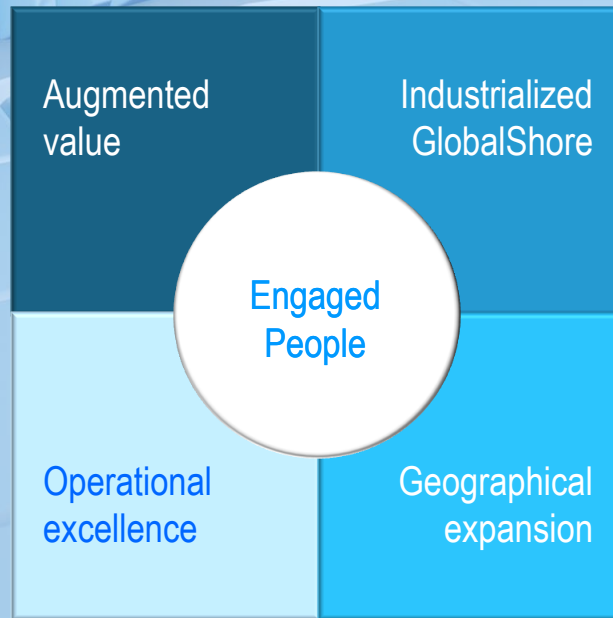 Augmented
value
Industrialized
GlobalShore
Engaged
People
Operational
excellence
Geographical
expansion